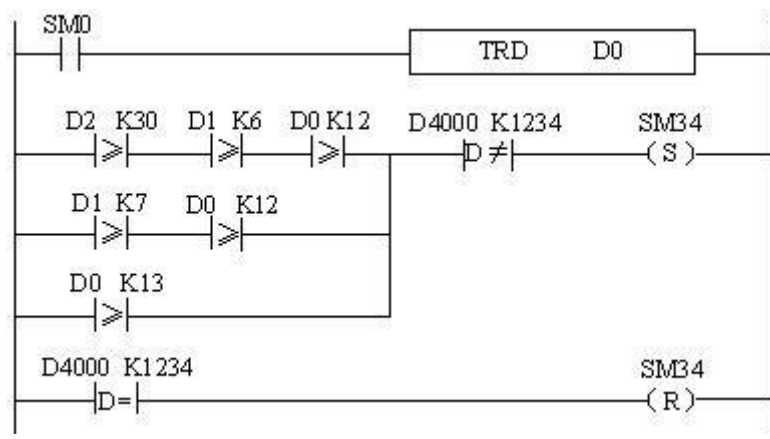 SM0
TRD D0
D2 K30 D1 K6 D0 K12 D4000 K1234 SM34
≥ ≥ ≥ D ≠ ( S )
D1 K7 D0 K12
≥ ≥
D0 K13
≥
D4000 K1234 SM34
D= ( R )